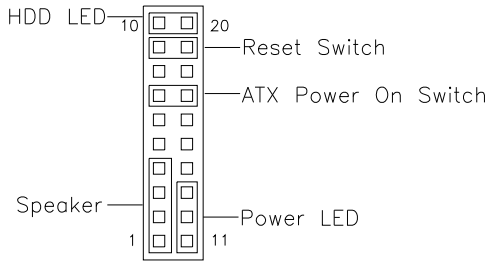 HDD LED
10
20
Reset Switch
ATX Power On Switch
Speaker
Power LED
1
11